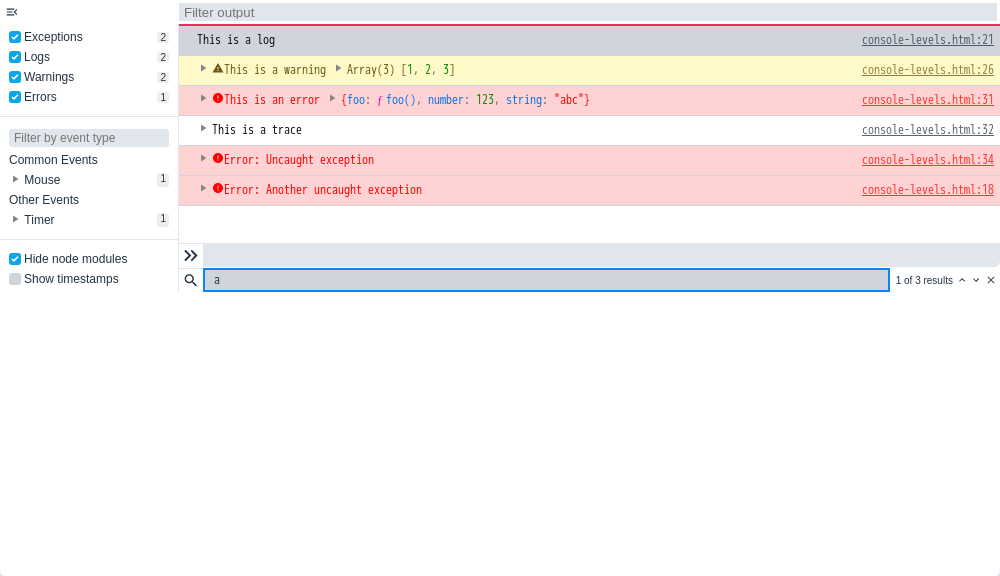 Filter output
Exceptions 2
Logs 2
Warnings 2
Errors 1
Filter by event type
Common Events
Mouse 1
Other Events
Timer 1
Hide node modules
Show timestamps
This is a log console-levels.html:21
This is a warning Array(3) [1, 2, 3] console-levels.html:26
This is an error {foo: ƒ foo(), number: 123, string: "abc"} console-levels.html:31
This is a trace console-levels.html:32
Error: Uncaught exception console-levels.html:34
Error: Another uncaught exception console-levels.html:18
a 1 of 3 results